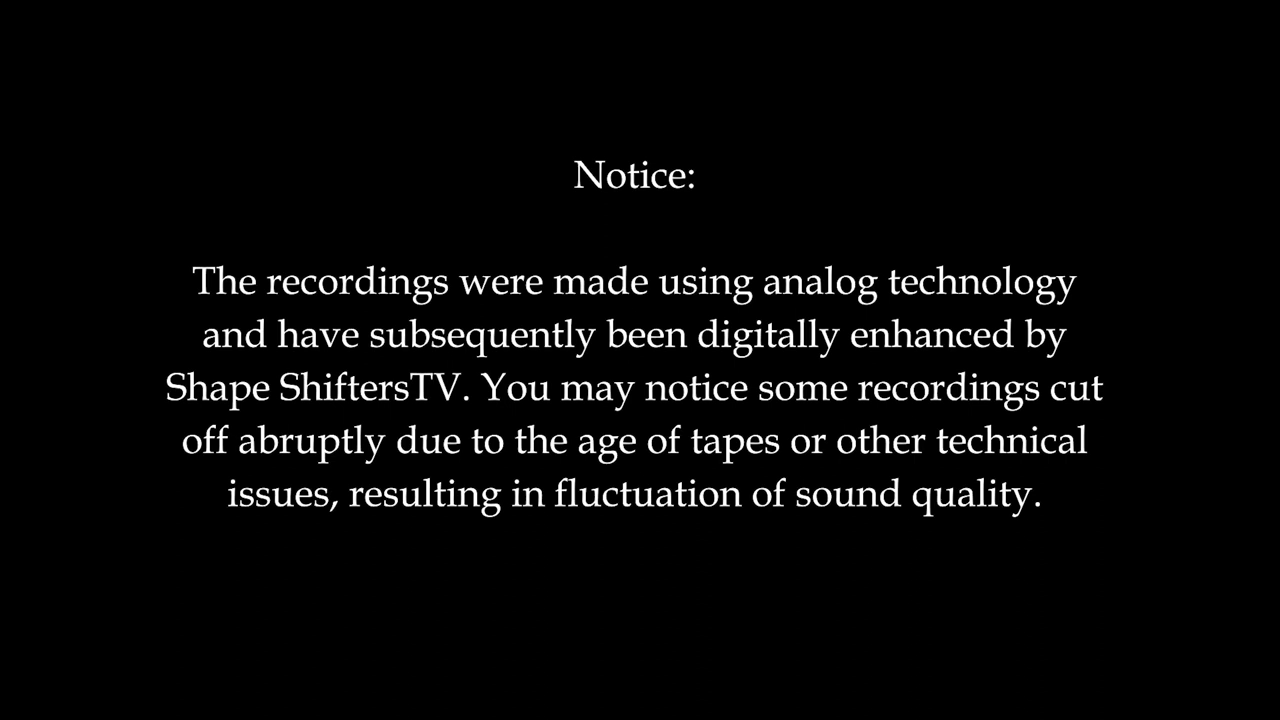 Notice:
The recordings were made using analog technology
and have subsequently been digitally enhanced by
Shape ShiftersTV. You may notice some recordings cut
off abruptly due to the age of tapes or other technical
issues, resulting in fluctuation of sound quality.